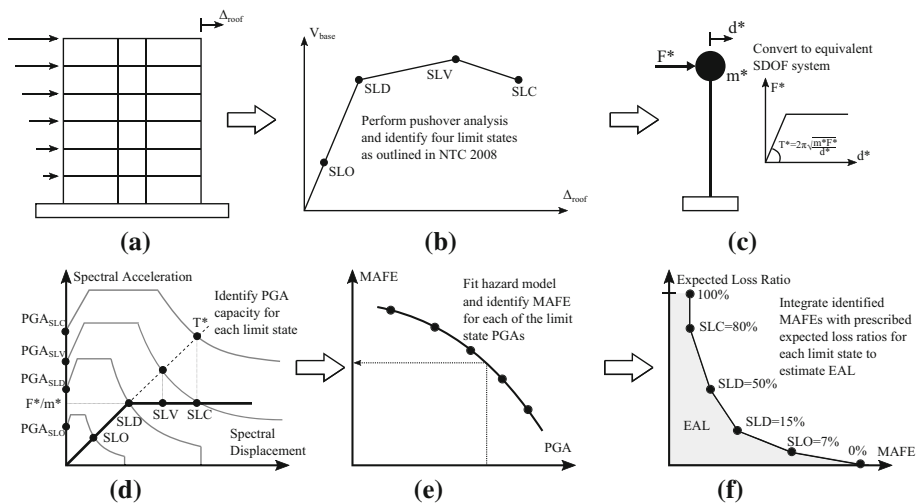 Δroof
(a)
Vbase
SLO
SLD
SLV
SLC
Perform pushover analysis
and identify four limit states
as outlined in NTC 2008
Δroof
(b)
d*
F*
m*
Convert to equivalent
SDOF system
F*
T*=2π√m*F*/d*
d*
(c)
Spectral Acceleration
PGASLC
PGASLV
PGASLD
F*/m*
PGASLO
Identify PGA
capacity for
each limit state
T*
SLO
SLD
SLV
SLC
Spectral
Displacement
(d)
MAFE
Fit hazard model
and identify MAFE
for each of the limit
state PGAs
PGA
(e)
Expected Loss Ratio
100%
SLC=80%
SLD=50%
SLD=15%
SLO=7%
0%
Integrate identified
MAFEs with prescribed
expected loss ratios for
each limit state to
estimate EAL
EAL
MAFE
(f)